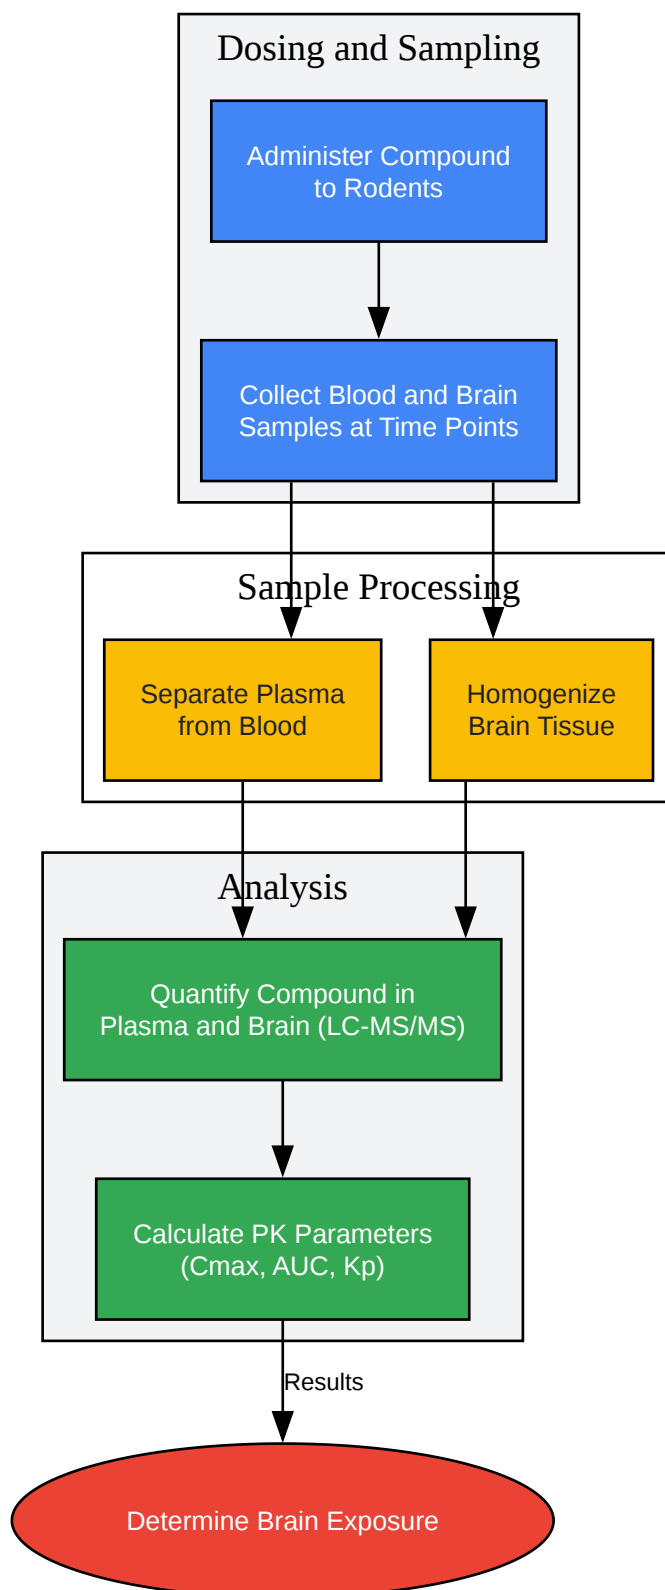 Dosing and Sampling
Administer Compound
to Rodents
Collect Blood and Brain
Samples at Time Points
Sample Processing
Separate Plasma
from Blood
Homogenize
Brain Tissue
Analysis
Quantify Compound in
Plasma and Brain (LC-MS/MS)
Calculate PK Parameters
(Cmax, AUC, Kp)
Results
Determine Brain Exposure